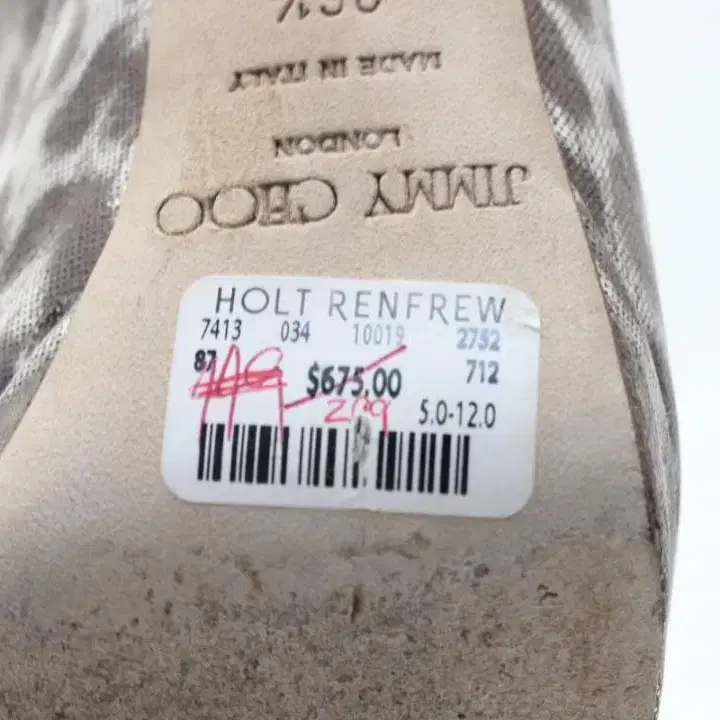 MADE IN ITALY
LONDON
JIMMY CHOO
HOLT RENFREW
7413 034 10019 2752
87 $675.00 712
299 5.0-12.0